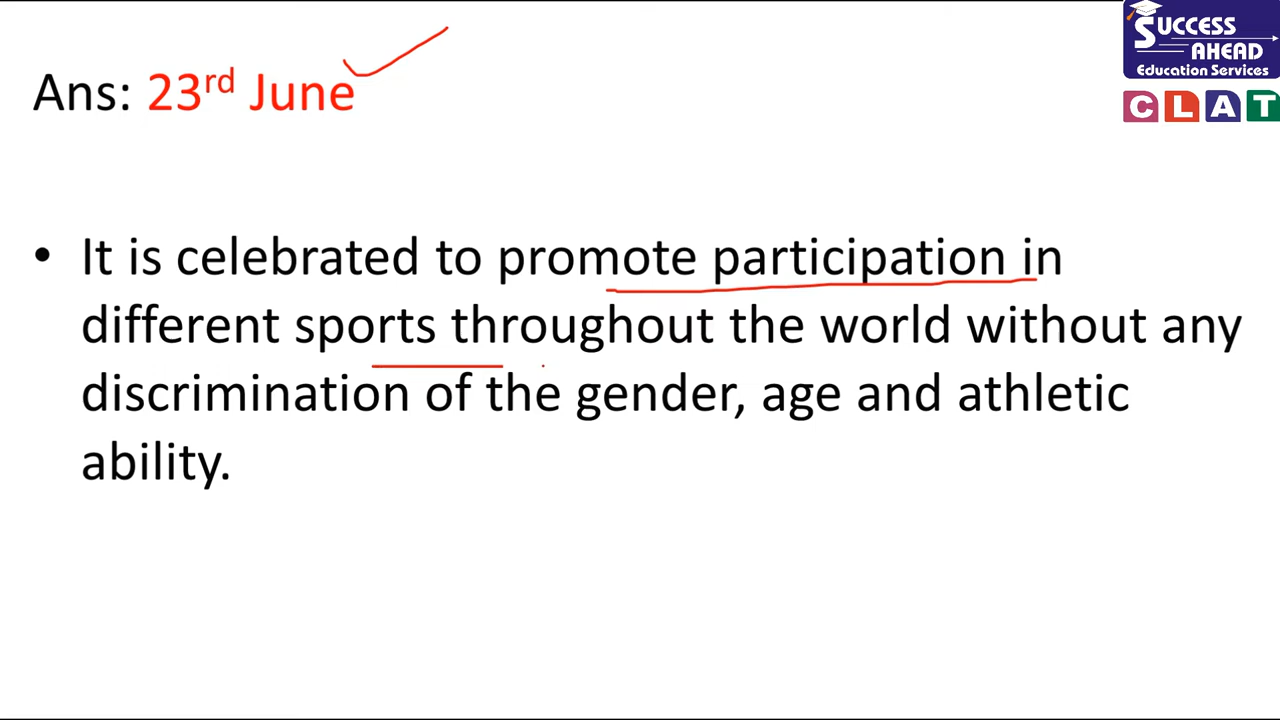 SUCCESS
AHEAD
Education Services
CLAT
Ans: 23rd June
• It is celebrated to promote participation in
different sports throughout the world without any
discrimination of the gender, age and athletic
ability.